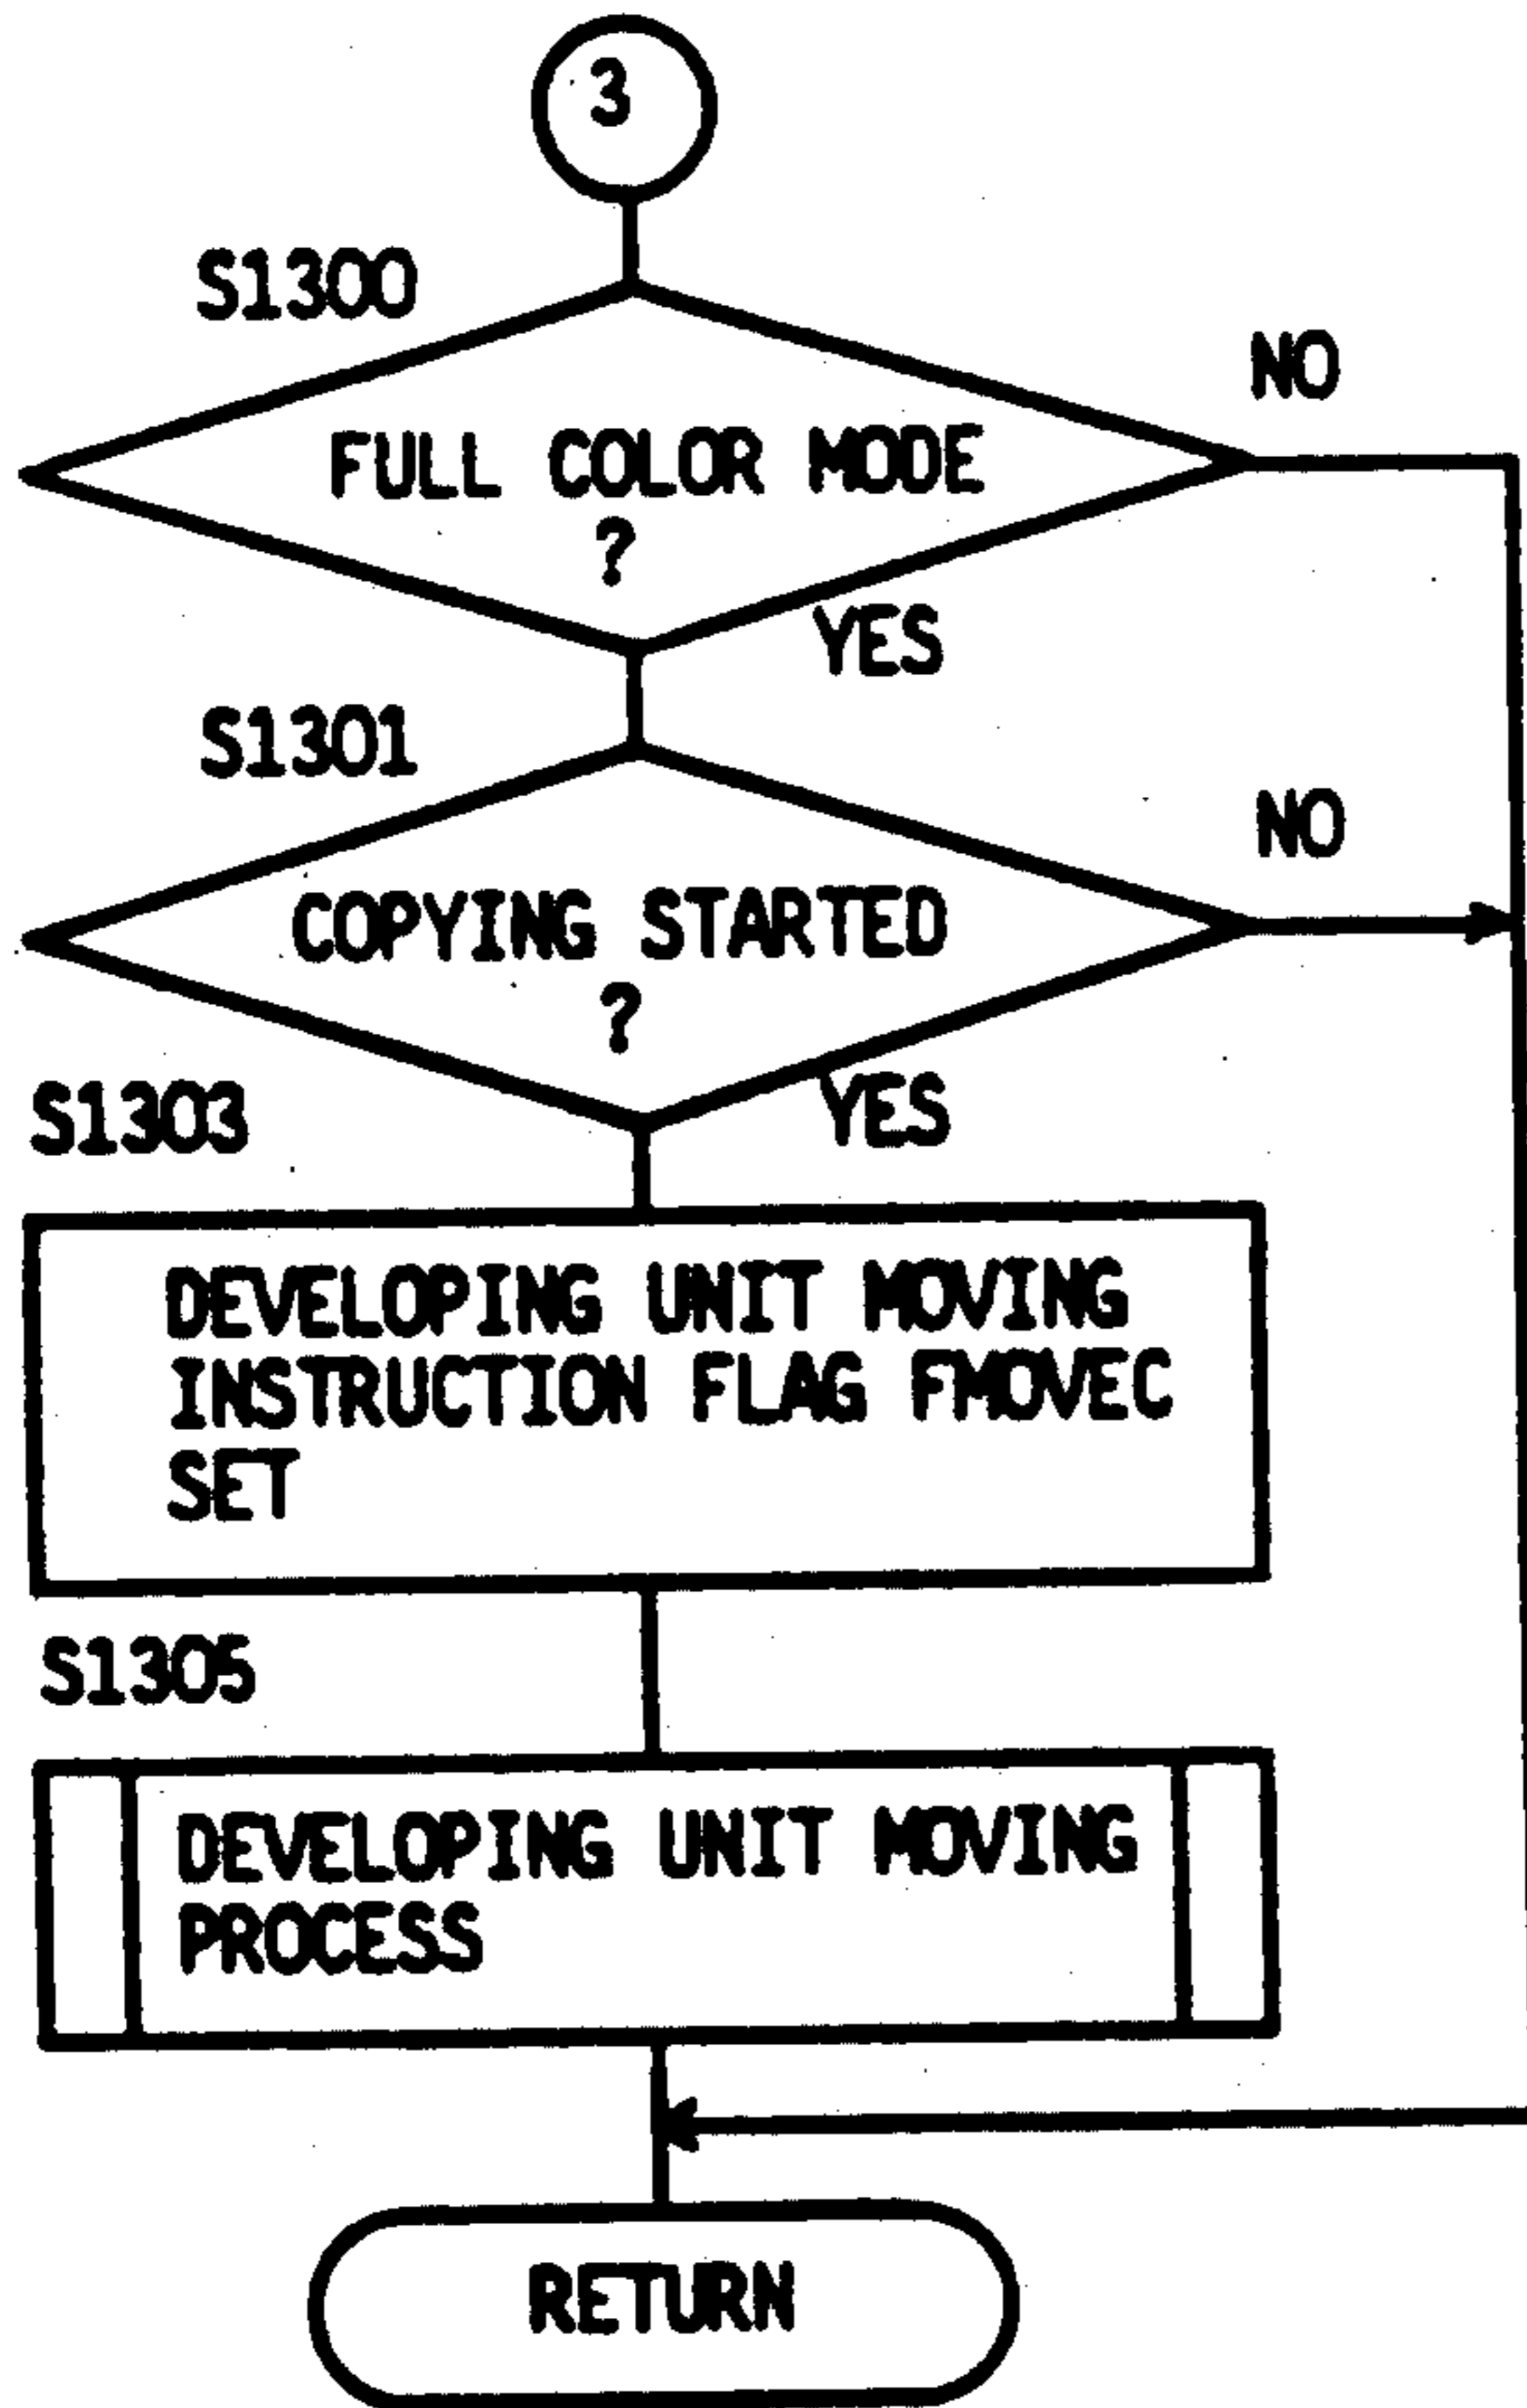 3
S1300
NO
FULL COLOR MODE
?
YES
S1301
NO
COPYING STARTED
?
YES
S1303
DEVELOPING UNIT MOVING
INSTRUCTION FLAG FMOVEC
SET
S1305
DEVELOPING UNIT MOVING
PROCESS
RETURN